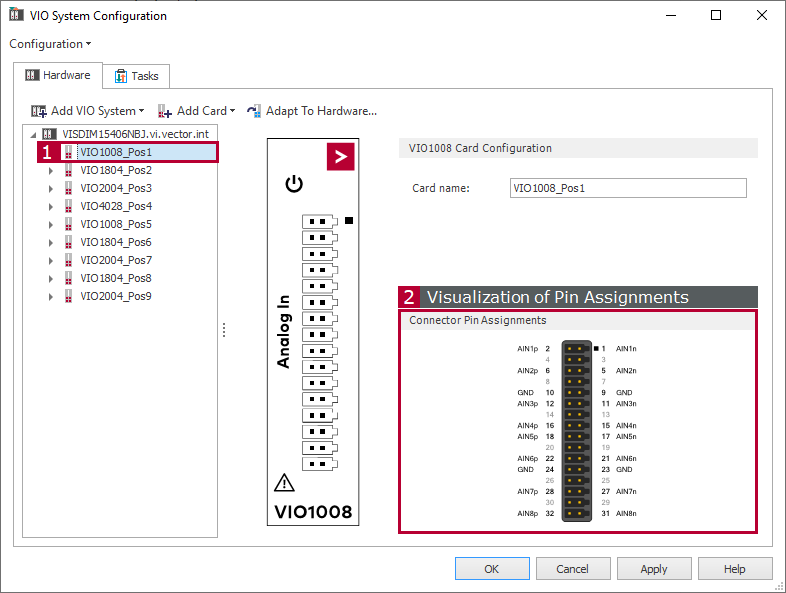 VIO System Configuration
Configuration
Hardware
Tasks
Add VIO System
Add Card
Adapt To Hardware...
VISDIM15406NBJ.vi.vector.int
1 VIO1008_Pos1
VIO1804_Pos2
VIO2004_Pos3
VIO4028_Pos4
VIO1008_Pos5
VIO1804_Pos6
VIO2004_Pos7
VIO1804_Pos8
VIO2004_Pos9
Analog In
VIO1008
VIO1008 Card Configuration
Card name: VIO1008_Pos1
2 Visualization of Pin Assignments
Connector Pin Assignments
AIN1p 2 1 AIN1n
4 3
AIN2p 6 5 AIN2n
8 7
GND 10 9 GND
AIN3p 12 11 AIN3n
14 13
AIN4p 16 15 AIN4n
AIN5p 18 17 AIN5n
20 19
AIN6p 22 21 AIN6n
GND 24 23 GND
26 25
AIN7p 28 27 AIN7n
30 29
AIN8p 32 31 AIN8n
OK
Cancel
Apply
Help